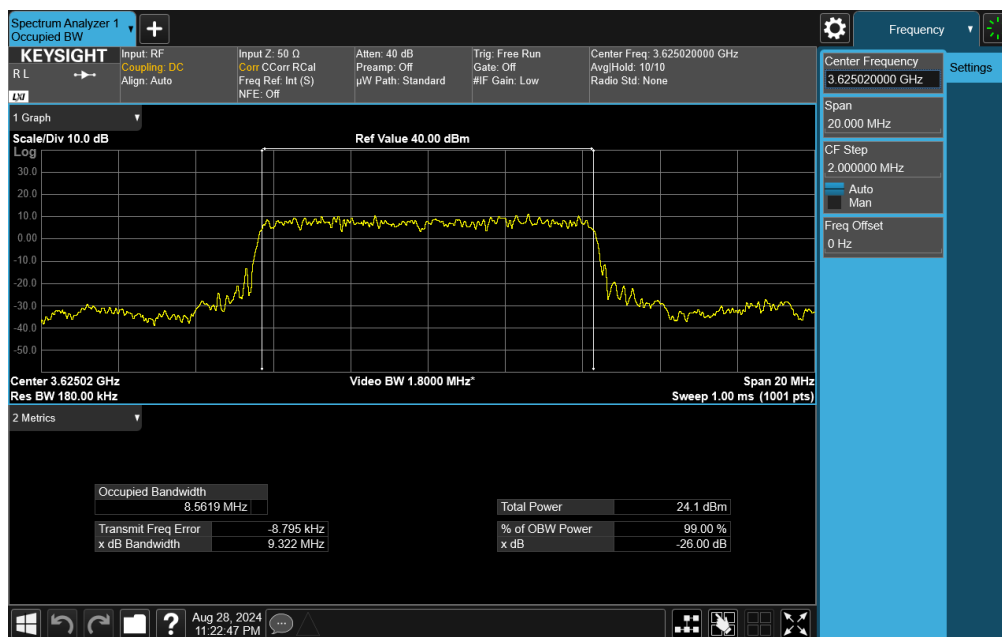 Spectrum Analyzer 1
Occupied BW
Frequency
KEYSIGHT
R L
LXI
Input: RF
Coupling: DC
Align: Auto
Input Z: 50 Ω
Corr CCorr RCal
Freq Ref: Int (S)
NFE: Off
Atten: 40 dB
Preamp: Off
µW Path: Standard
Trig: Free Run
Gate: Off
#IF Gain: Low
Center Freq: 3.625020000 GHz
Avg|Hold: 10/10
Radio Std: None
Center Frequency
3.625020000 GHz
Settings
Span
20.000 MHz
CF Step
2.000000 MHz
Auto
Man
Freq Offset
0 Hz
1 Graph
Scale/Div 10.0 dB
Ref Value 40.00 dBm
Log
30.0
20.0
10.0
0.00
-10.0
-20.0
-30.0
-40.0
-50.0
Center 3.62502 GHz
Video BW 1.8000 MHz*
Span 20 MHz
Res BW 180.00 kHz
Sweep 1.00 ms (1001 pts)
2 Metrics
Occupied Bandwidth
8.5619 MHz
Transmit Freq Error -8.795 kHz
x dB Bandwidth 9.322 MHz
Total Power 24.1 dBm
% of OBW Power 99.00 %
x dB -26.00 dB
?
Aug 28, 2024
11:22:47 PM